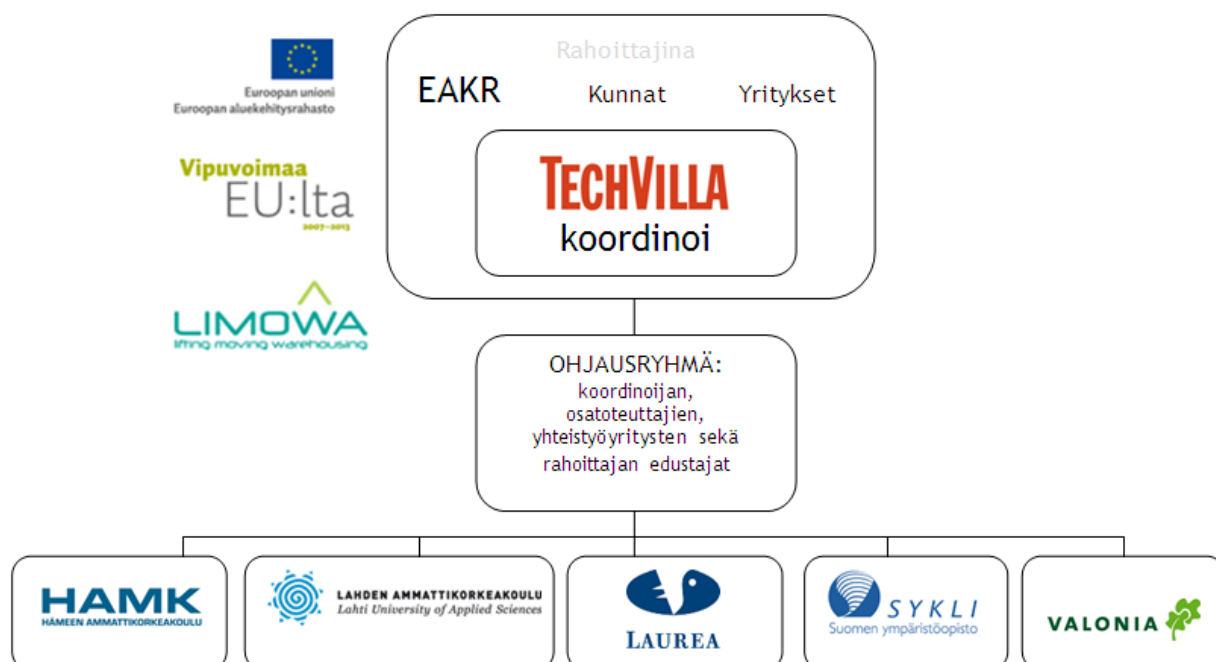 Rahoittajina
EAKR Kunnat Yritykset
TECHVILLA
koordinoi
Euroopan unioni
Euroopan aluekehitysrahasto
Vipuvoimaa
EU:lta
2007–2013
LIMOWA
lifting moving warehousing
OHJAUSRYHMÄ:
koordinoijan,
osatoteuttajien,
yhteistyöyritysten sekä
rahoittajan edustajat
HAMK
HÄMEEN AMMATTIKORKEAKOULU
LAHDEN AMMATTIKORKEAKOULU
Lahti University of Applied Sciences
LAUREA
SYKLI
Suomen ympäristöopisto
VALONIA